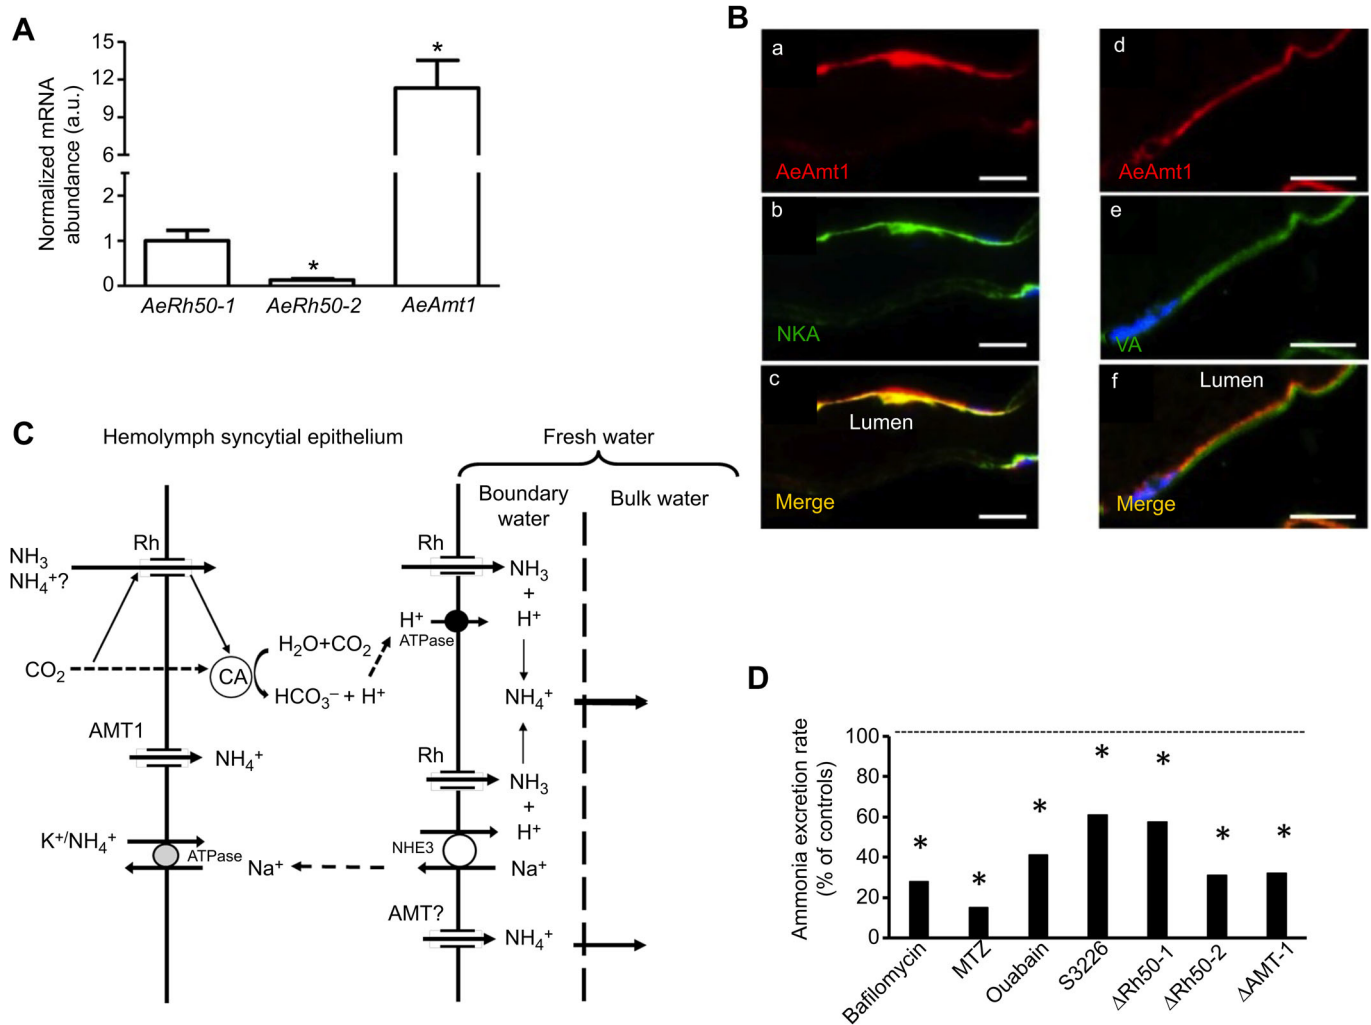 A
Normalized mRNA
abundance (a.u.)
15
12
9
6
2
1
0
*
*
AeRh50-1
AeRh50-2
AeAmt1
B
a
AeAmt1
b
NKA
c
Lumen
Merge
d
AeAmt1
e
VA
f
Lumen
Merge
C
Hemolymph syncytial epithelium
Fresh water
Boundary
water
Bulk water
NH₃
NH₄⁺?
Rh
Rh
NH₃
+
H⁺
H⁺
ATPase
CO₂
CA
H₂O+CO₂
HCO₃⁻ + H⁺
NH₄⁺
AMT1
NH₄⁺
Rh
NH₃
+
H⁺
K⁺/NH₄⁺
ATPase
Na⁺
NHE3
Na⁺
AMT?
NH₄⁺
D
Ammonia excretion rate
(% of controls)
100
80
60
40
20
0
*
*
*
*
*
*
*
Bafilomycin
MTZ
Ouabain
S3226
ΔRh50-1
ΔRh50-2
ΔAMT-1